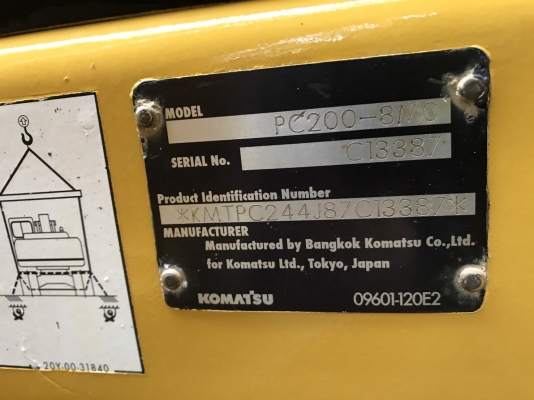 MODEL
PC200-8MO
SERIAL No.
C13387
Product Identification Number
*KMTPC244J87C13387*
MANUFACTURER
Manufactured by Bangkok Komatsu Co.,Ltd.
for Komatsu Ltd., Tokyo, Japan
KOMATSU
09601-120E2
1
20Y-00-31840